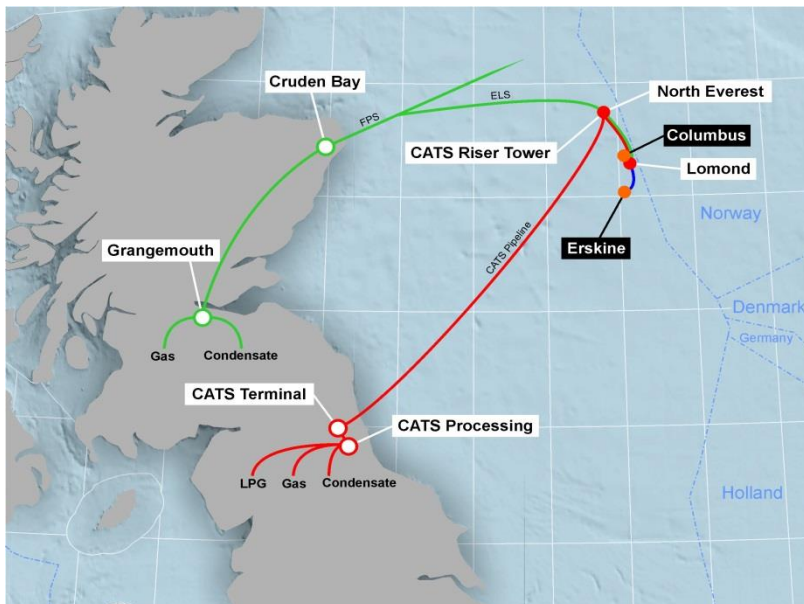 Cruden Bay
North Everest
ELS
FPS
Columbus
CATS Riser Tower
Lomond
Norway
Erskine
Grangemouth
CATS Pipeline
Denmark
Germany
Gas
Condensate
CATS Terminal
CATS Processing
LPG
Gas
Condensate
Holland